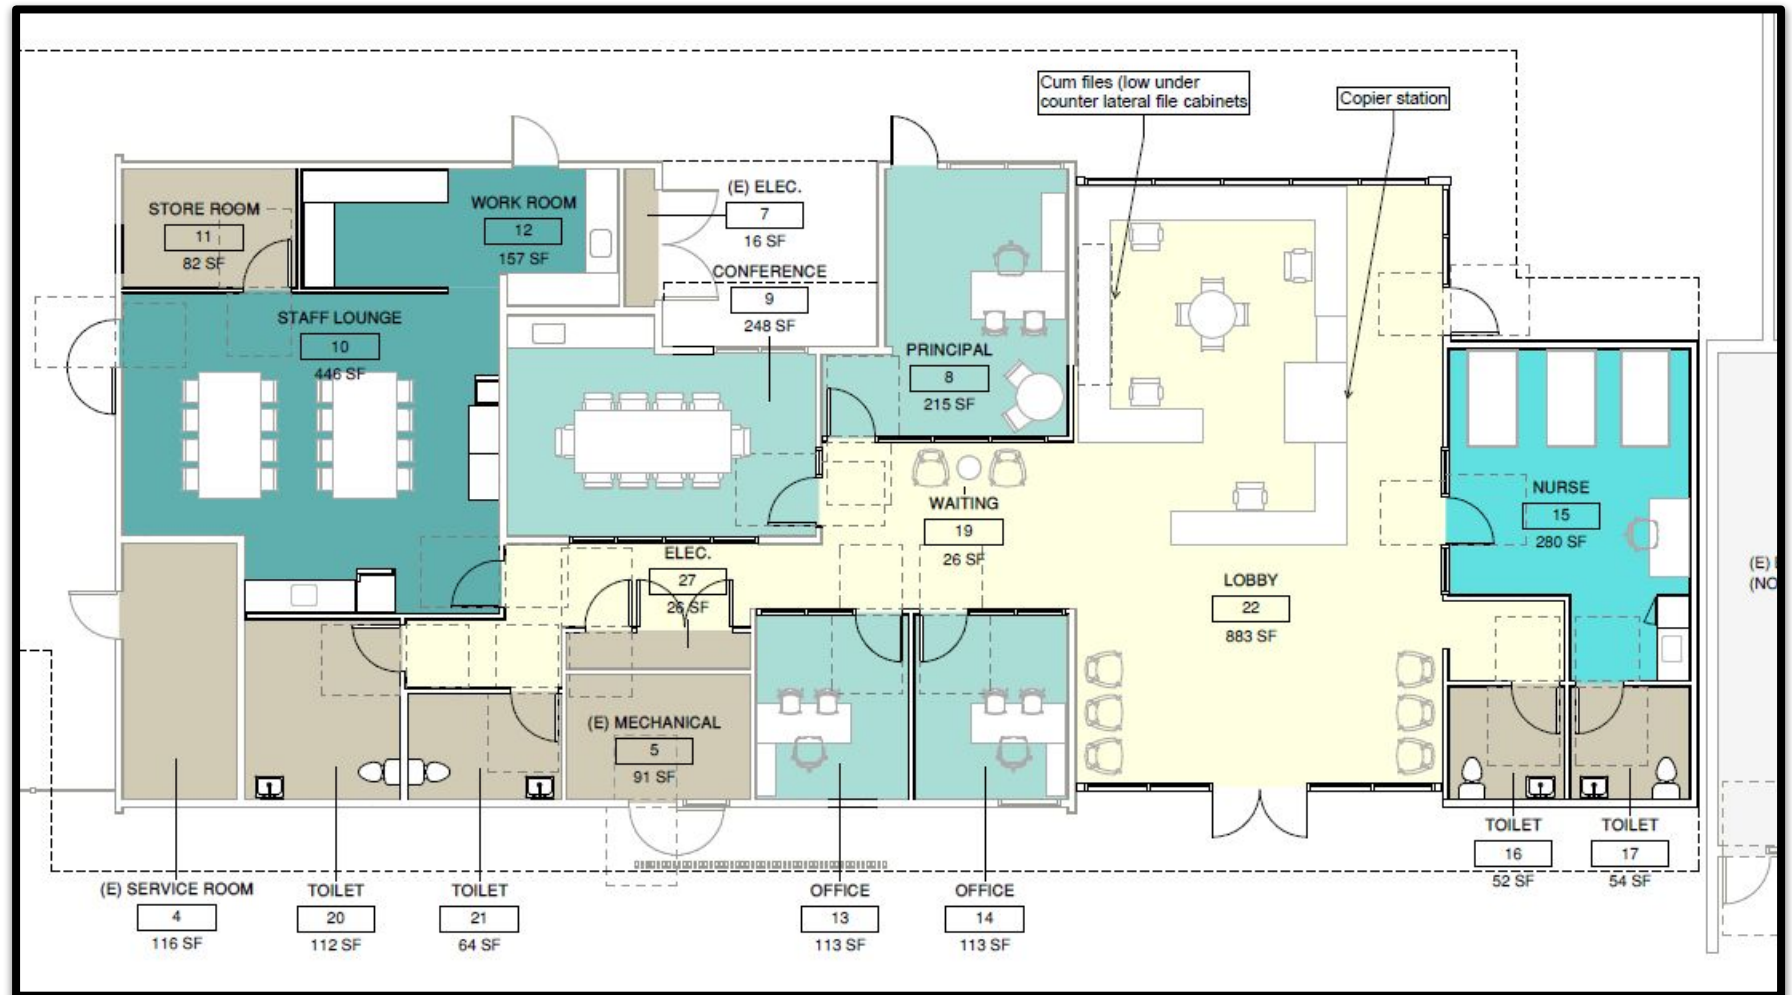 Cum files (low under
counter lateral file cabinets
Copier station
STORE ROOM
11
82 SF
WORK ROOM
12
157 SF
(E) ELEC.
7
16 SF
CONFERENCE
9
248 SF
STAFF LOUNGE
10
446 SF
PRINCIPAL
8
215 SF
WAITING
19
26 SF
NURSE
15
280 SF
ELEC.
27
26 SF
LOBBY
22
883 SF
(E)
(NO
(E) MECHANICAL
5
91 SF
TOILET
16
52 SF
TOILET
17
54 SF
(E) SERVICE ROOM
4
116 SF
TOILET
20
112 SF
TOILET
21
64 SF
OFFICE
13
113 SF
OFFICE
14
113 SF